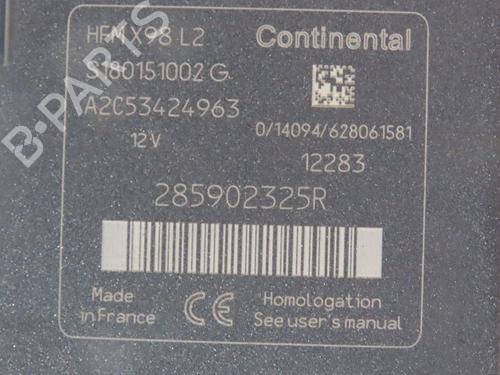 HFM X98 L2
Continental
S180151002 G
A2C53424963
12V
0/14094/628061581
12283
285902325R
Made in France
CE
Homologation
See user's manual
B-PARTS